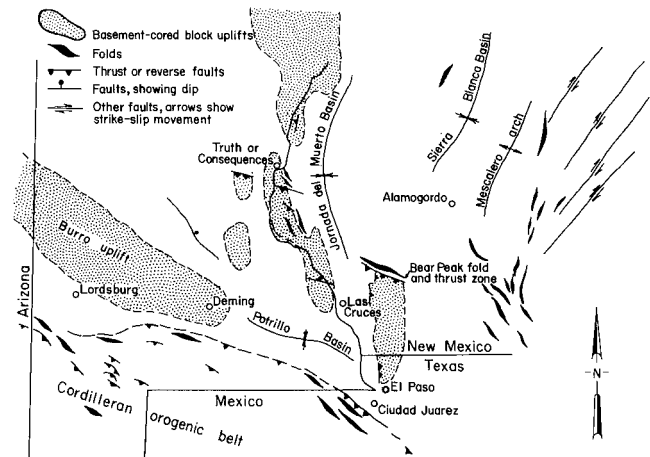 Basement-cored block uplifts
Folds
Thrust or reverse faults
Faults, showing dip
Other faults, arrows show
strike-slip movement
Truth or
Consequences
Jornada del Muerto Basin
Sierra Blanca Basin
Mescalero arch
Alamogordo
Burro uplift
Bear Peak fold
and thrust zone
Arizona
Lordsburg
Deming
Las
Cruces
Potrillo Basin
New Mexico
Texas
N
El Paso
Mexico
Ciudad Juarez
Cordilleran orogenic belt